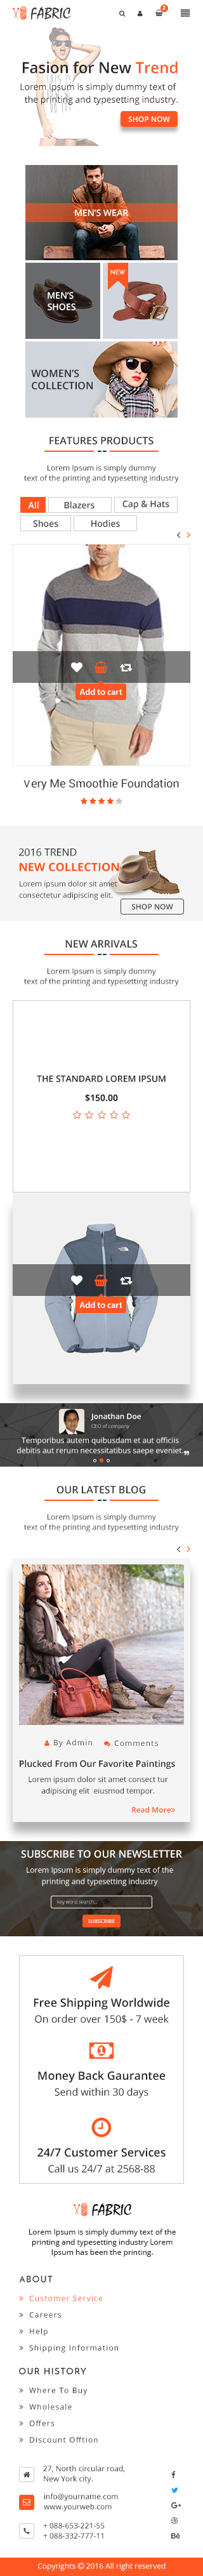 FABRIC
2
Fasion for New Trend
Lorem Ipsum is simply dummy text of
the printing and typesetting industry.
SHOP NOW
MEN'S WEAR
MEN'S
SHOES
NEW
WOMEN'S
COLLECTION
FEATURES PRODUCTS
Lorem Ipsum is simply dummy
text of the printing and typesetting industry
All
Blazers
Cap & Hats
Shoes
Hodies
Add to cart
Very Me Smoothie Foundation
2016 TREND
NEW COLLECTION
Lorem ipsum dolor sit amet
consectetur adipiscing elit.
SHOP NOW
NEW ARRIVALS
Lorem Ipsum is simply dummy
text of the printing and typesetting industry
THE STANDARD LOREM IPSUM
$150.00
Add to cart
Jonathan Doe
CEO of company
Temporibus autem quibusdam et aut officiis
debitis aut rerum necessitatibus saepe eveniet.
OUR LATEST BLOG
Lorem Ipsum is simply dummy
text of the printing and typesetting industry
By Admin
Comments
Plucked From Our Favorite Paintings
Lorem ipsum dolor sit amet consect tur
adipiscing elit eiusmod tempor.
Read More>
SUBSCRIBE TO OUR NEWSLETTER
Lorem Ipsum is simply dummy text of the
printing and typesetting industry
key word search...
SUBSCRIBE
Free Shipping Worldwide
On order over 150$ - 7 week
Money Back Gaurantee
Send within 30 days
24/7 Customer Services
Call us 24/7 at 2568-88
FABRIC
Lorem Ipsum is simply dummy text of the
printing and typesetting industry Lorem
Ipsum has been the printing.
ABOUT
» Customer Service
» Careers
» Help
» Shipping Information
OUR HISTORY
» Where To Buy
» Wholesale
» Offers
» Discount Offtion
27, North circular road,
New York city.
info@yourname.com
www.yourweb.com
+ 088-653-221-55
+ 088-332-777-11
G+
Bē
Copyrights © 2016 All right reserved